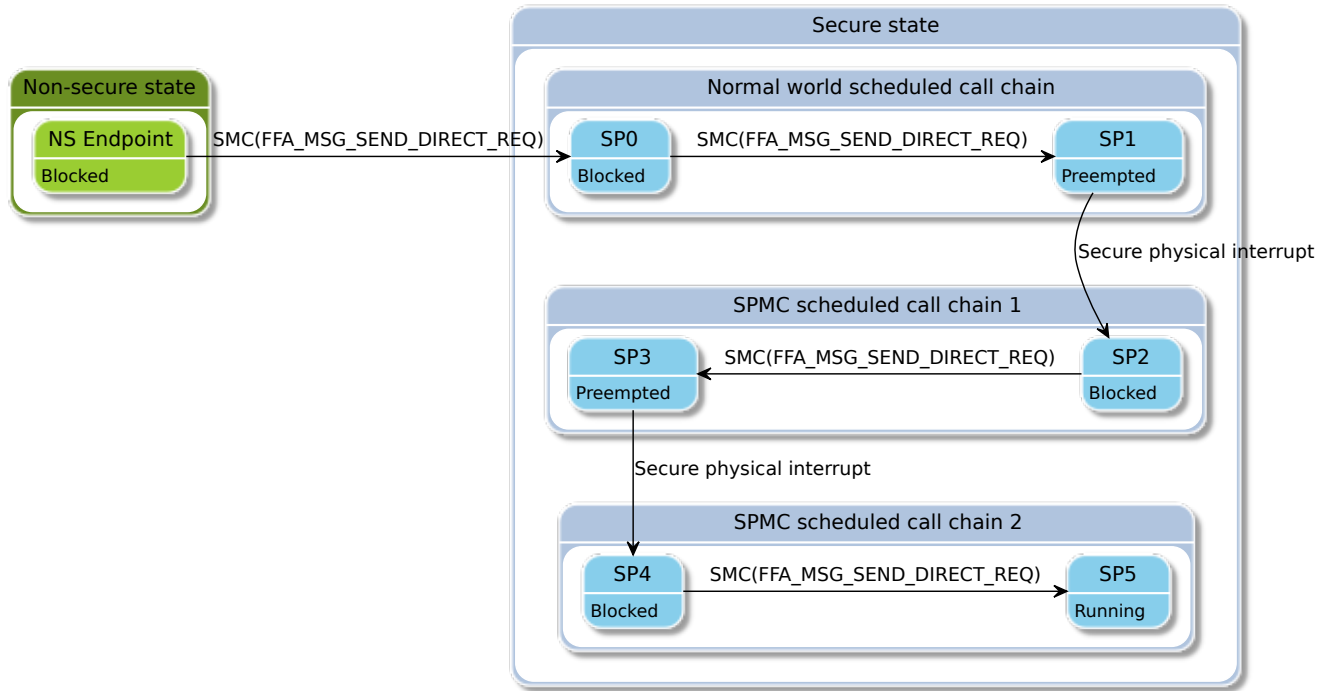 Secure state
Non-secure state
Normal world scheduled call chain
NS Endpoint
Blocked
SMC(FFA_MSG_SEND_DIRECT_REQ)
SP0
Blocked
SMC(FFA_MSG_SEND_DIRECT_REQ)
SP1
Preempted
Secure physical interrupt
SPMC scheduled call chain 1
SP3
Preempted
SMC(FFA_MSG_SEND_DIRECT_REQ)
SP2
Blocked
Secure physical interrupt
SPMC scheduled call chain 2
SP4
Blocked
SMC(FFA_MSG_SEND_DIRECT_REQ)
SP5
Running